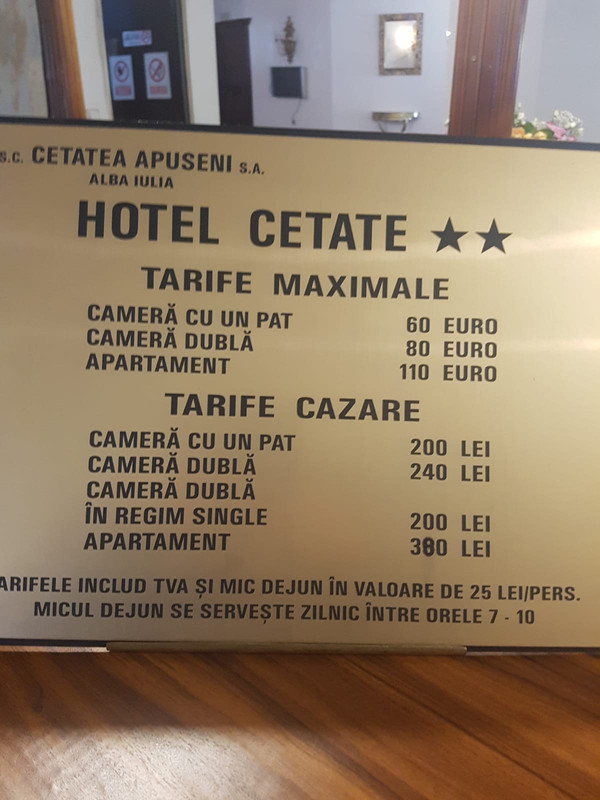 S.C. CETATEA APUSENI S.A.
ALBA IULIA
HOTEL CETATE ★★
TARIFE MAXIMALE
CAMERĂ CU UN PAT 60 EURO
CAMERĂ DUBLĂ 80 EURO
APARTAMENT 110 EURO
TARIFE CAZARE
CAMERĂ CU UN PAT 200 LEI
CAMERĂ DUBLĂ 240 LEI
CAMERĂ DUBLĂ
ÎN REGIM SINGLE 200 LEI
APARTAMENT 380 LEI
ARIFELE INCLUD TVA ȘI MIC DEJUN ÎN VALOARE DE 25 LEI/PERS.
MICUL DEJUN SE SERVEȘTE ZILNIC ÎNTRE ORELE 7 - 10